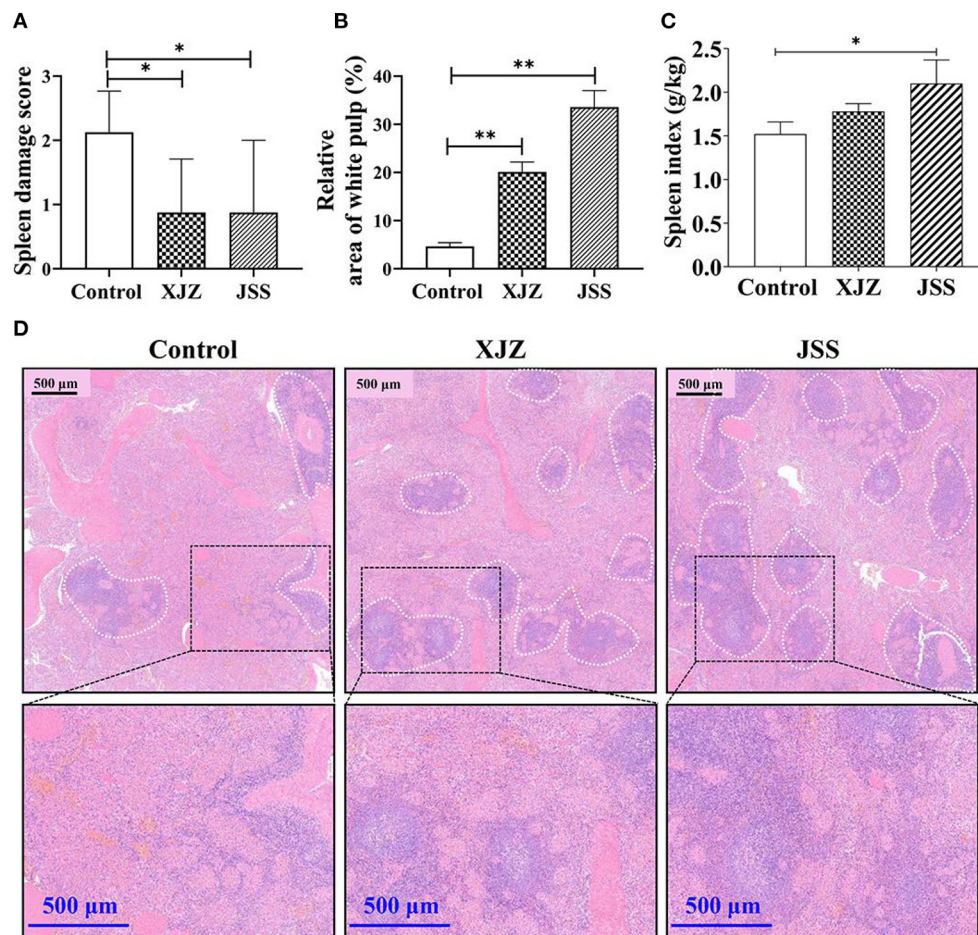 A
Spleen damage score
3
2
1
0
*
*
Control XJZ JSS
B
Relative
area of white pulp (%)
40
30
20
10
0
**
**
Control XJZ JSS
C
Spleen index (g/kg)
2.5
2.0
1.5
1.0
0.5
0.0
*
Control XJZ JSS
D
Control XJZ JSS
500 μm 500 μm 500 μm
500 μm 500 μm 500 μm